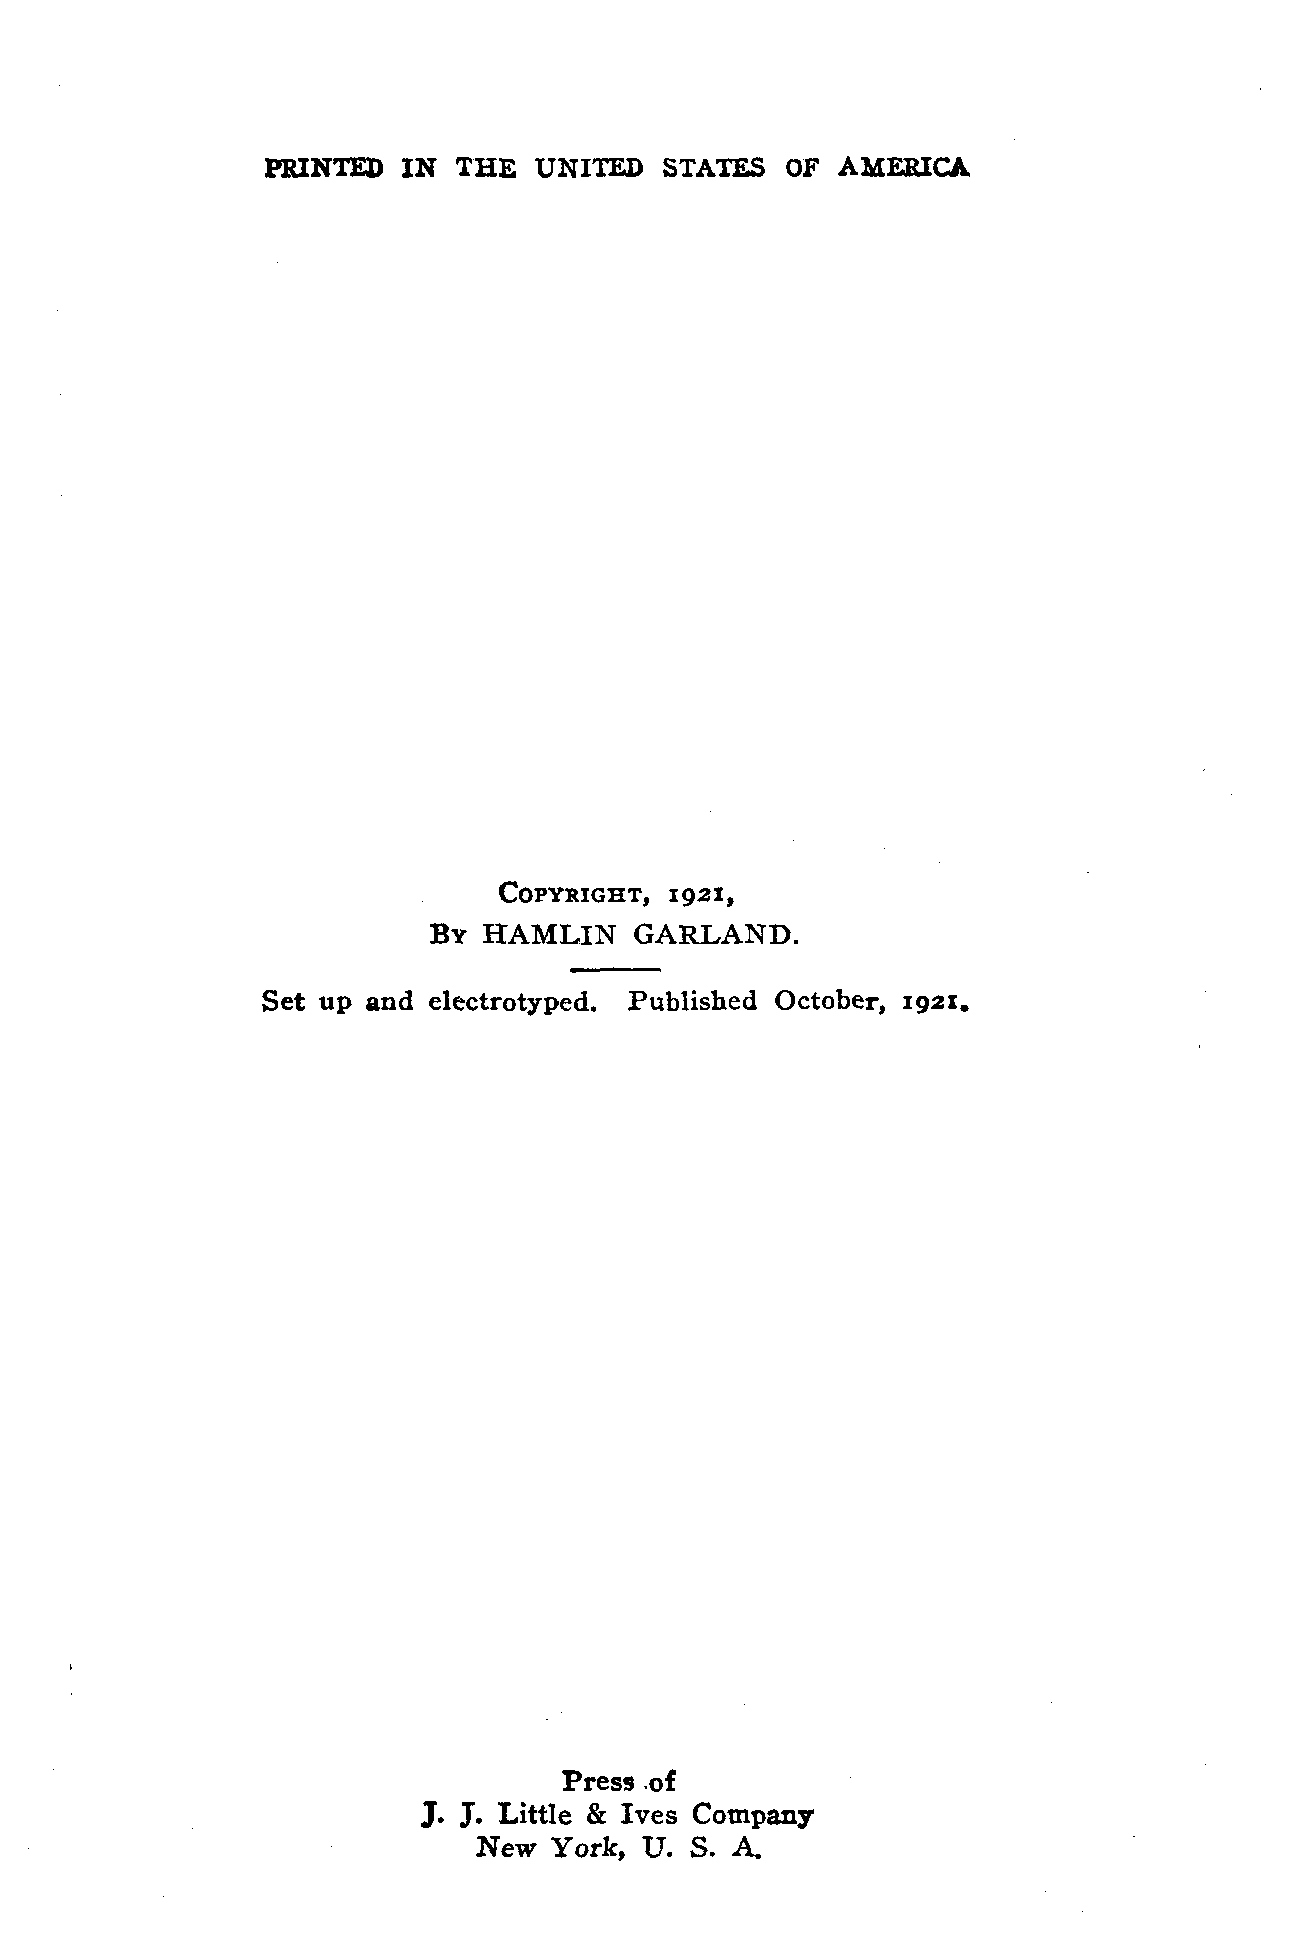 PRINTED IN THE UNITED STATES OF AMERICA
COPYRIGHT, 1921,
BY HAMLIN GARLAND.
Set up and electrotyped. Published October, 1921.
Press of
J. J. Little & Ives Company
New York, U. S. A.